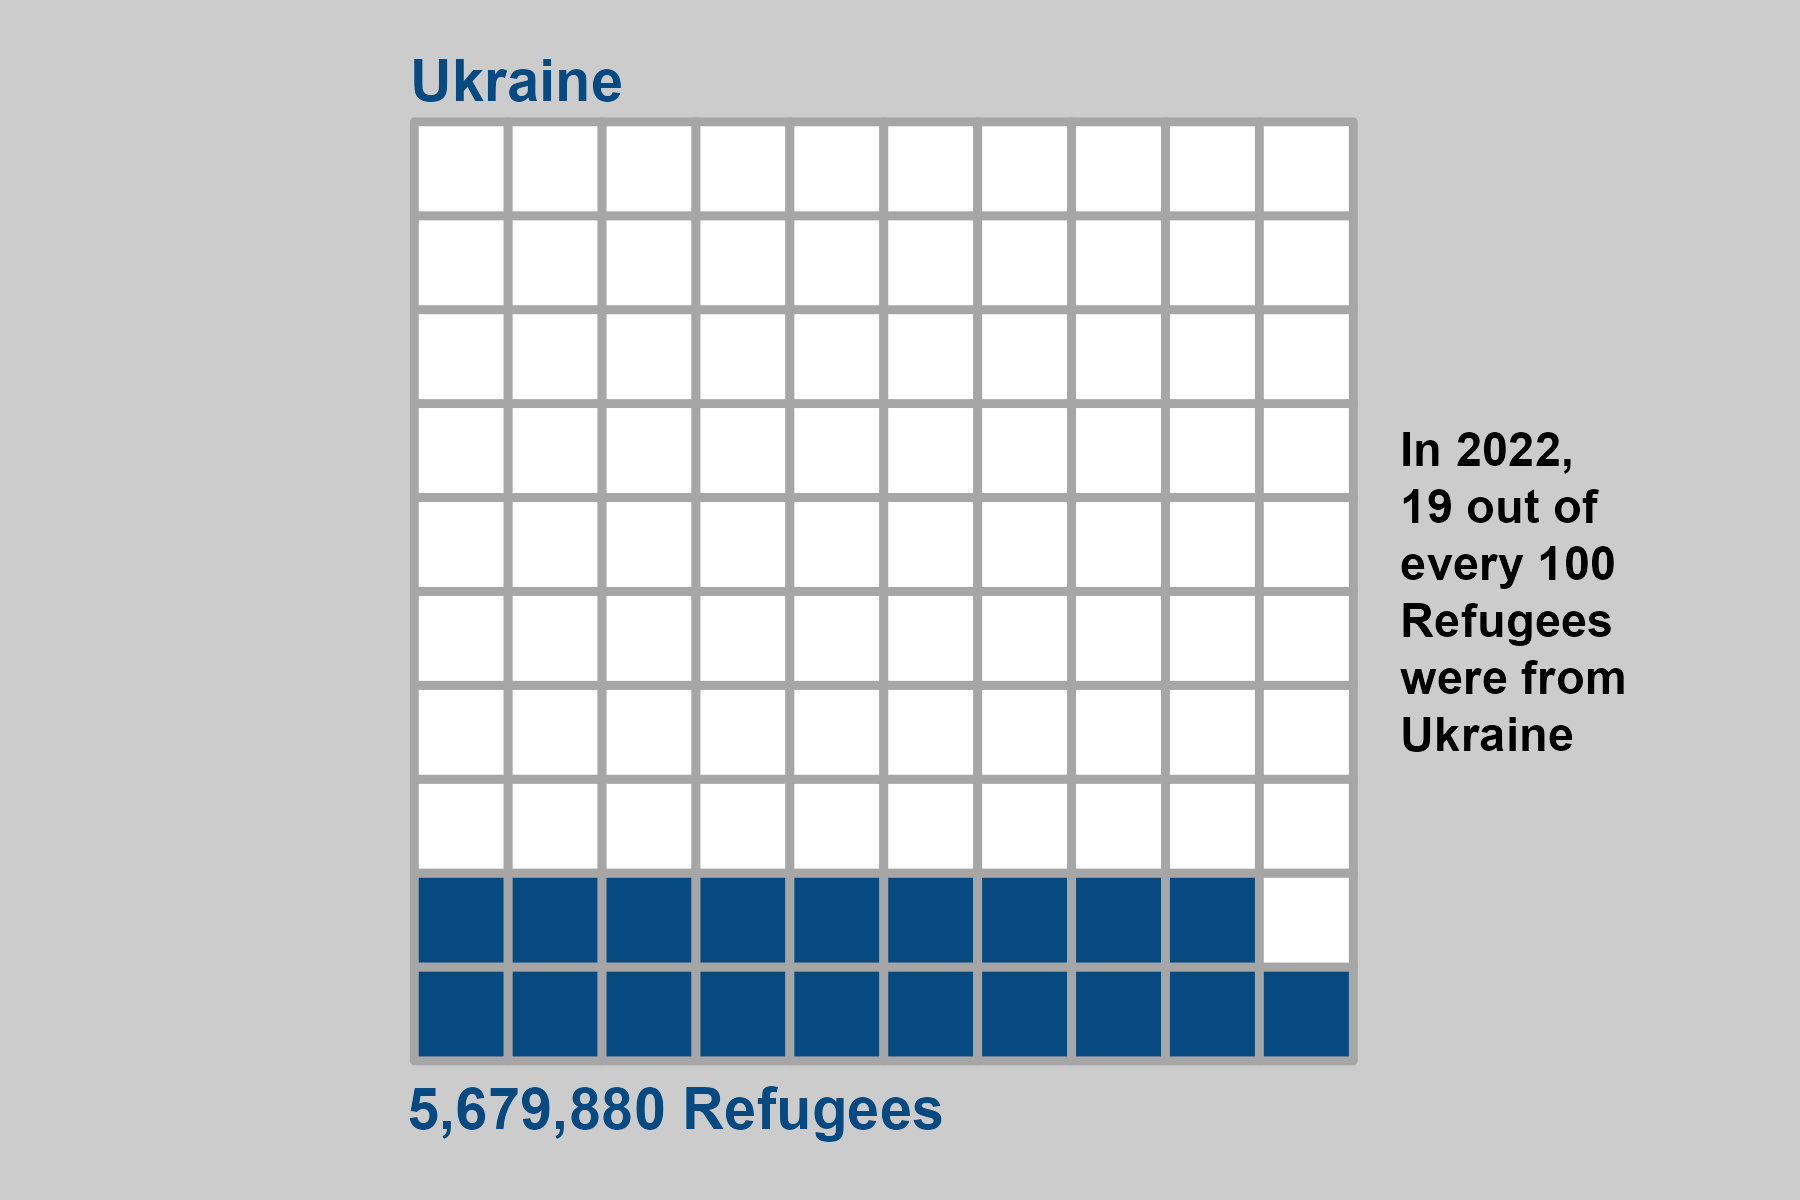 Ukraine
In 2022,
19 out of
every 100
Refugees
were from
Ukraine
5,679,880 Refugees